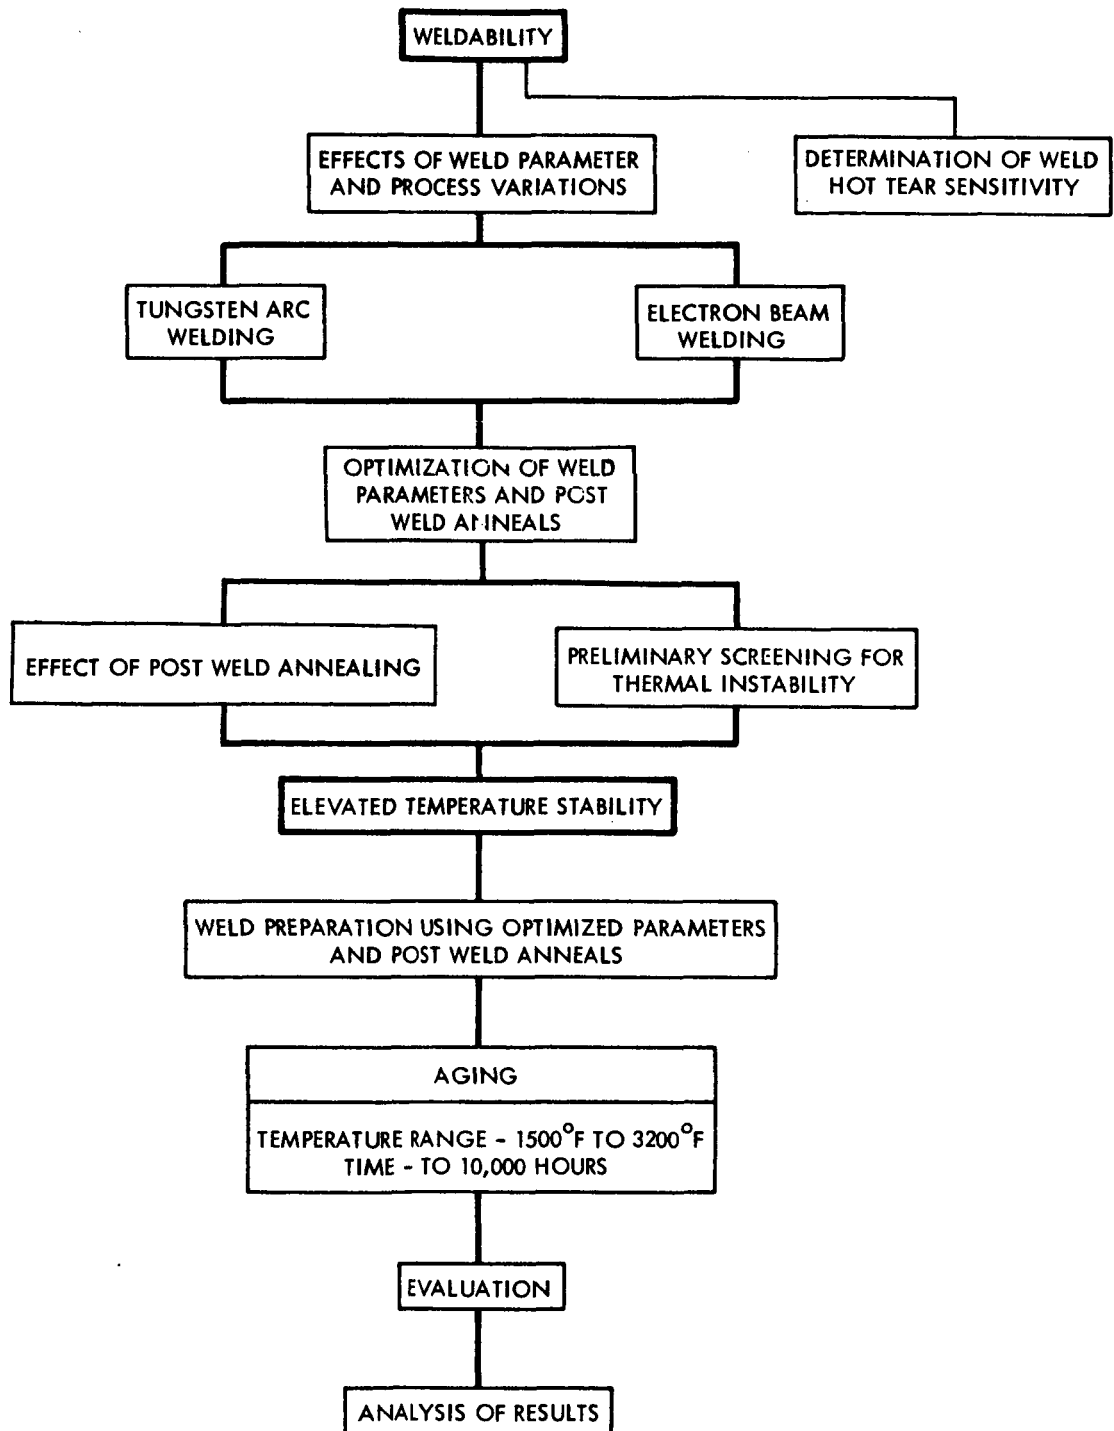 WELDABILITY
EFFECTS OF WELD PARAMETER
AND PROCESS VARIATIONS
DETERMINATION OF WELD
HOT TEAR SENSITIVITY
TUNGSTEN ARC
WELDING
ELECTRON BEAM
WELDING
OPTIMIZATION OF WELD
PARAMETERS AND POST
WELD ANNEALS
EFFECT OF POST WELD ANNEALING
PRELIMINARY SCREENING FOR
THERMAL INSTABILITY
ELEVATED TEMPERATURE STABILITY
WELD PREPARATION USING OPTIMIZED PARAMETERS
AND POST WELD ANNEALS
AGING
TEMPERATURE RANGE - 1500°F TO 3200°F
TIME - TO 10,000 HOURS
EVALUATION
ANALYSIS OF RESULTS